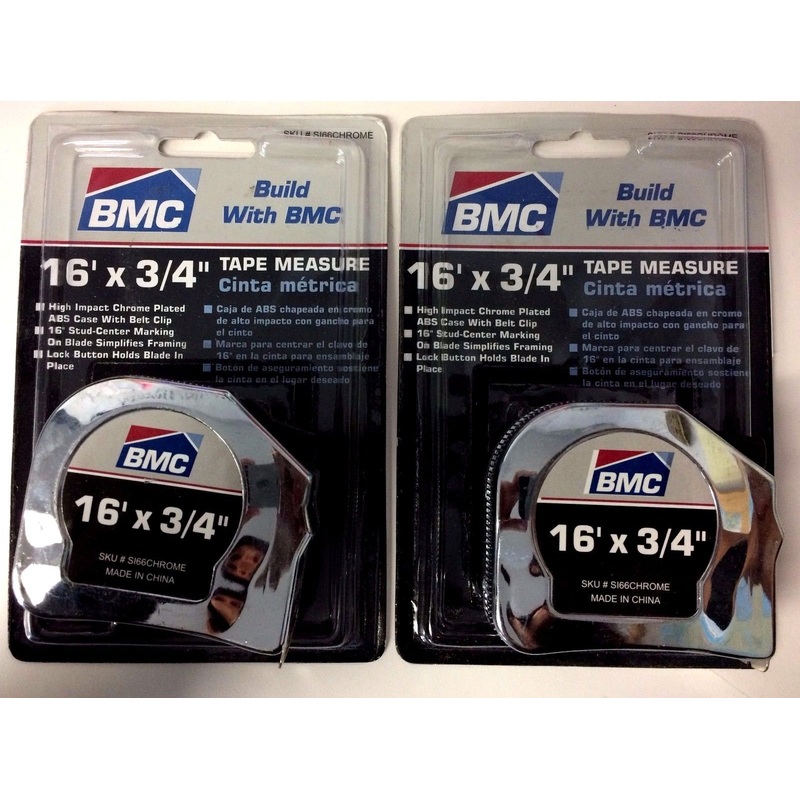 SKU # SI66CHROME
BMC
Build
With BMC
16' x 3/4"
TAPE MEASURE
Cinta métrica
High Impact Chrome Plated
ABS Case With Belt Clip
16" Stud-Center Marking
On Blade Simplifies Framing
Lock Button Holds Blade In
Place
Caja de ABS chapeada en cromo
de alto impacto con gancho para
el cinto
Marca para centrar el clavo de
16" en la cinta para ensamblaje
Botón de aseguramiento sostiene
la cinta en el lugar deseado
BMC
16' x 3/4"
SKU # SI66CHROME
MADE IN CHINA
SKU # SI66CHROME
BMC
Build
With BMC
16' x 3/4"
TAPE MEASURE
Cinta métrica
High Impact Chrome Plated
ABS Case With Belt Clip
16" Stud-Center Marking
On Blade Simplifies Framing
Lock Button Holds Blade In
Place
Caja de ABS chapeada en cromo
de alto impacto con gancho para
el cinto
Marca para centrar el clavo de
16" en la cinta para ensamblaje
Botón de aseguramiento sostiene
la cinta en el lugar deseado
BMC
16' x 3/4"
SKU # SI66CHROME
MADE IN CHINA